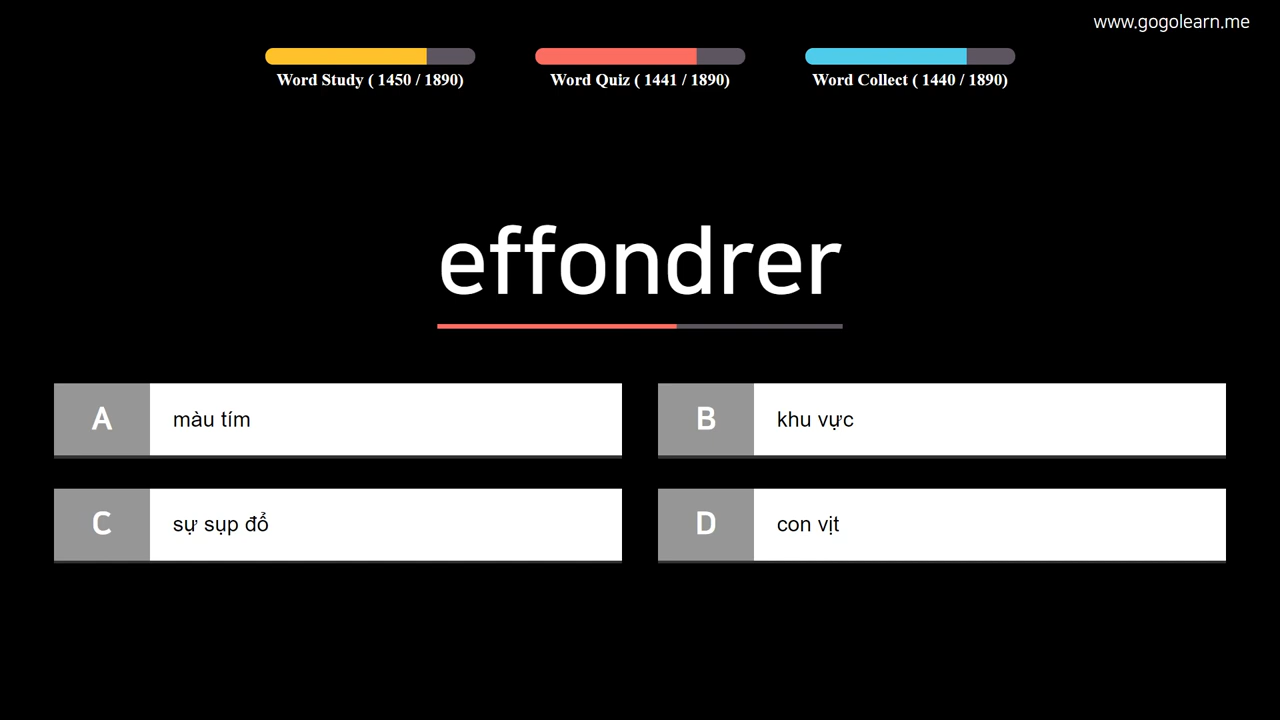 www.gogolearn.me
Word Study ( 1450 / 1890)
Word Quiz ( 1441 / 1890)
Word Collect ( 1440 / 1890)
effondrer
A màu tím
B khu vực
C sự sụp đổ
D con vịt